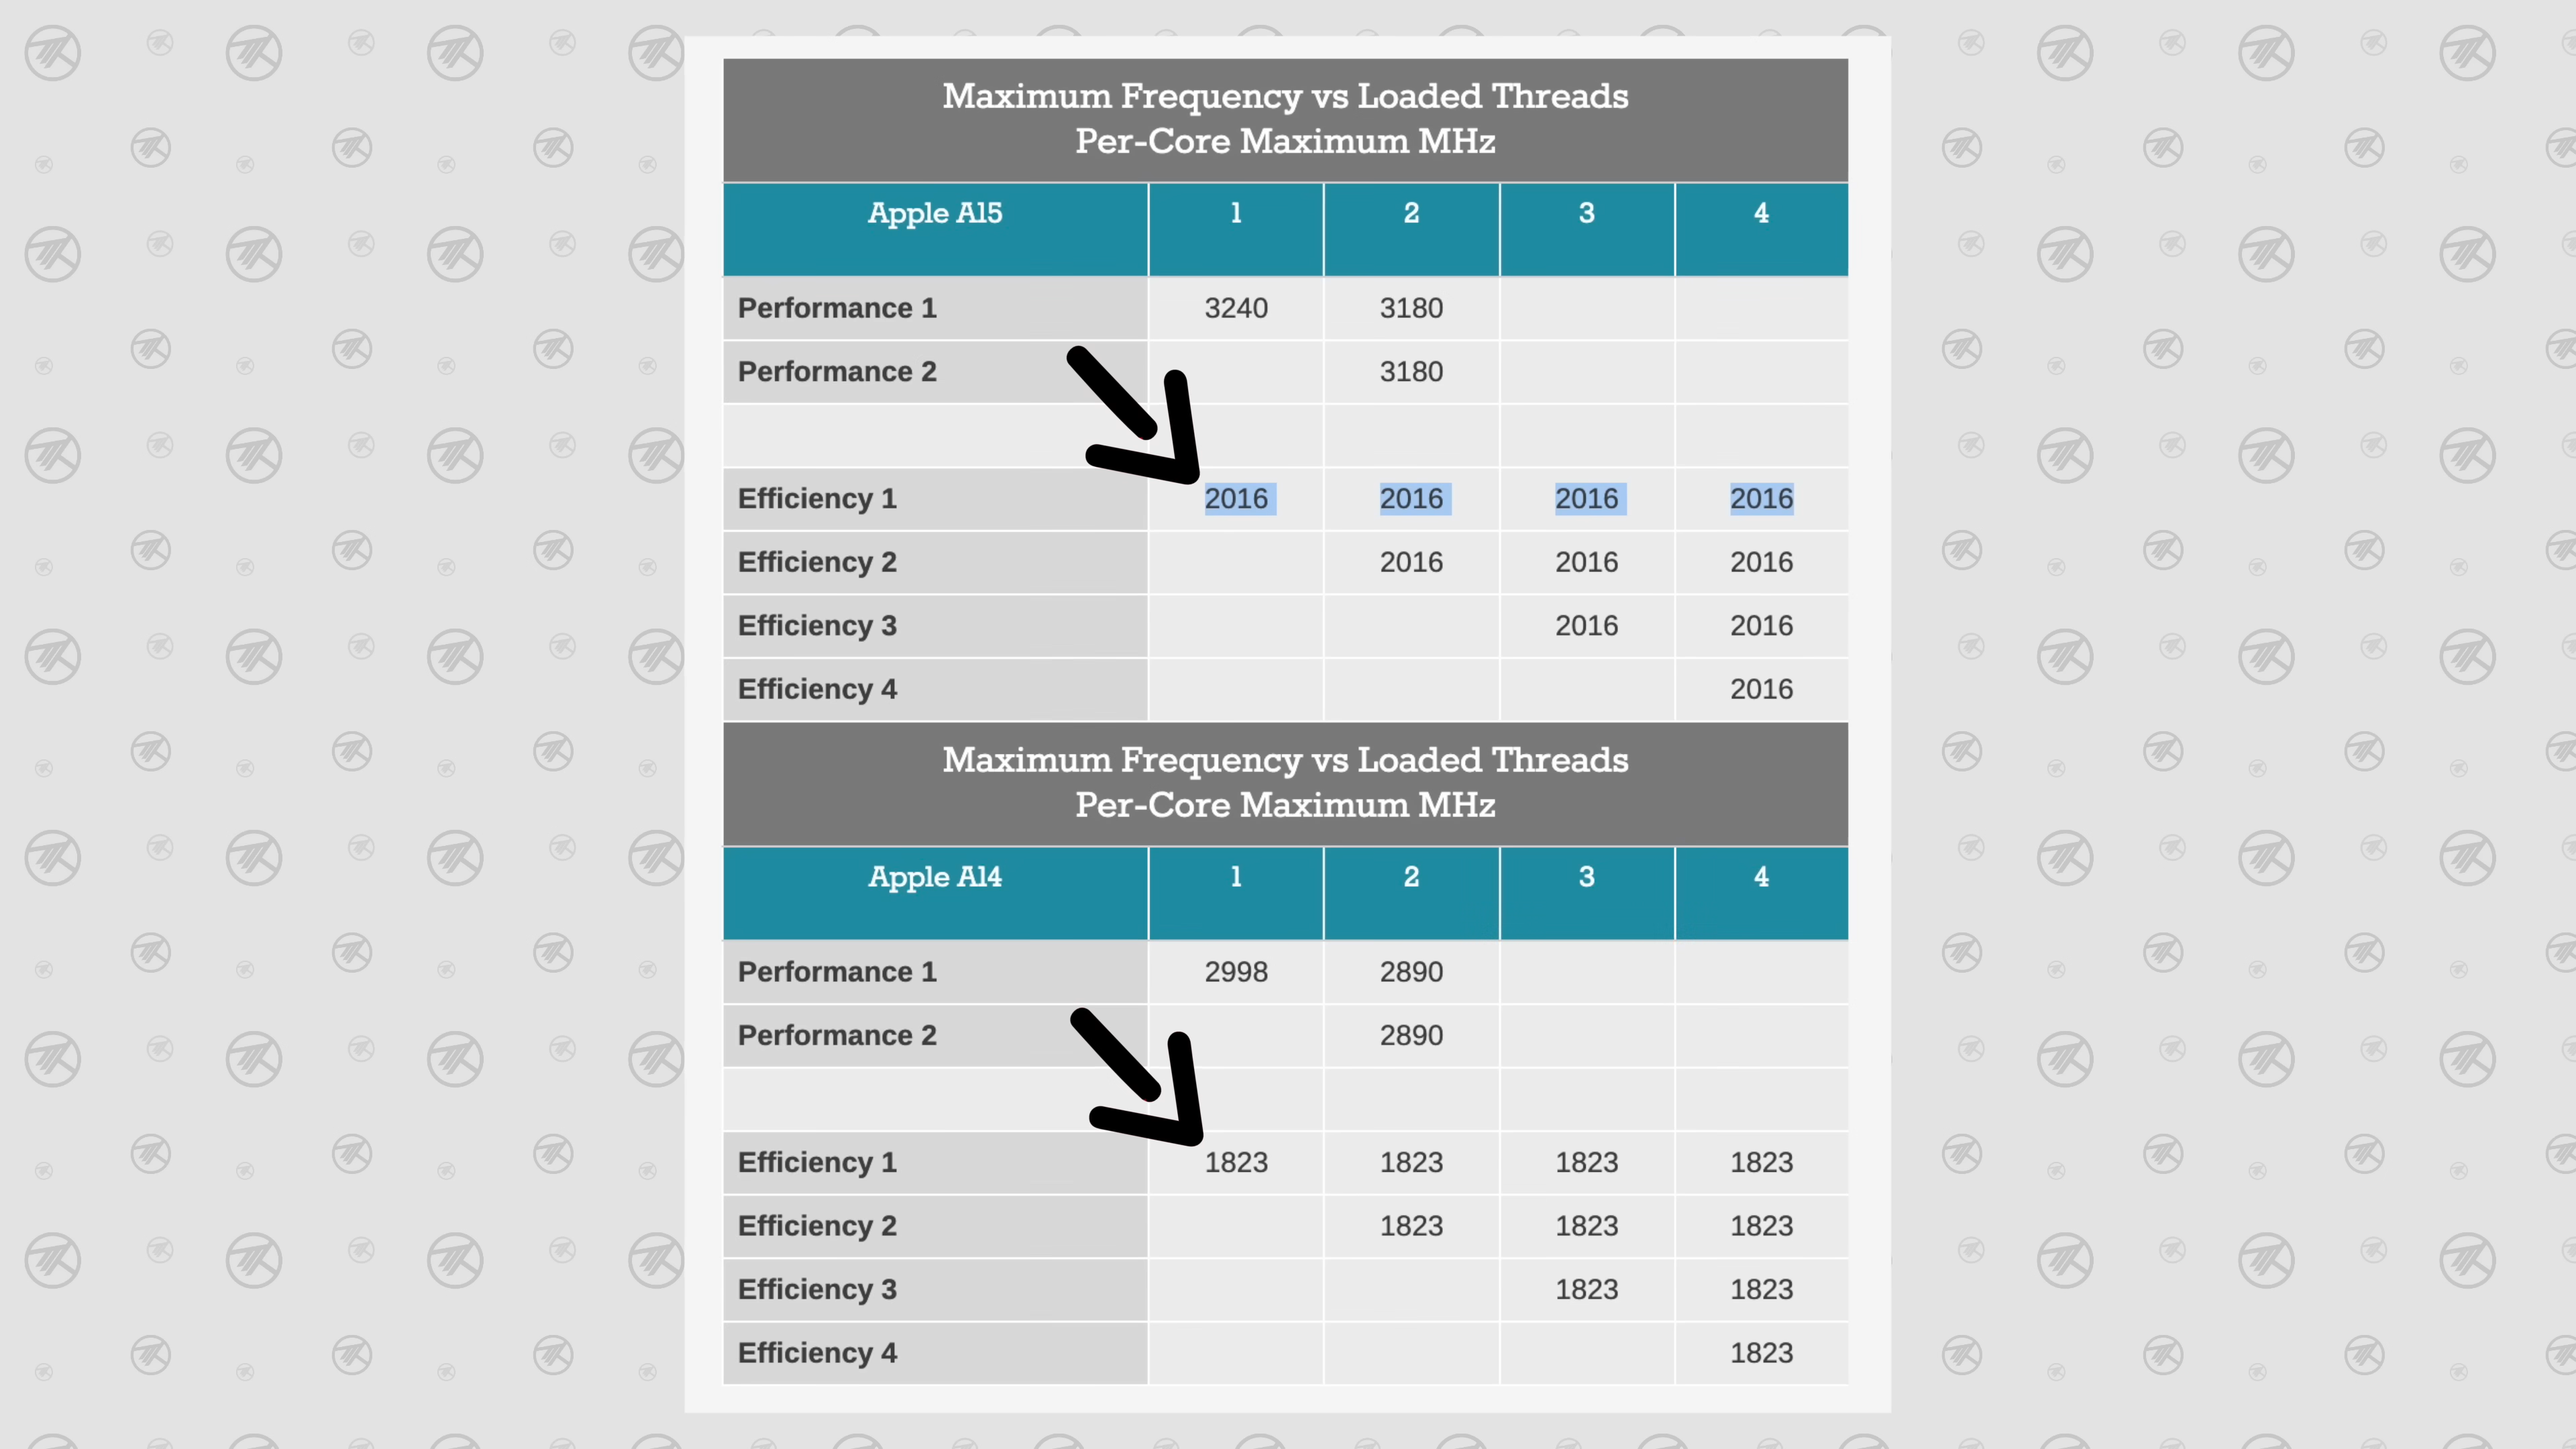 Maximum Frequency vs Loaded Threads
Per-Core Maximum MHz
Apple A15 1 2 3 4
Performance 1 3240 3180
Performance 2 3180
Efficiency 1 2016 2016 2016 2016
Efficiency 2 2016 2016 2016
Efficiency 3 2016 2016
Efficiency 4 2016
Maximum Frequency vs Loaded Threads
Per-Core Maximum MHz
Apple A14 1 2 3 4
Performance 1 2998 2890
Performance 2 2890
Efficiency 1 1823 1823 1823 1823
Efficiency 2 1823 1823 1823
Efficiency 3 1823 1823
Efficiency 4 1823